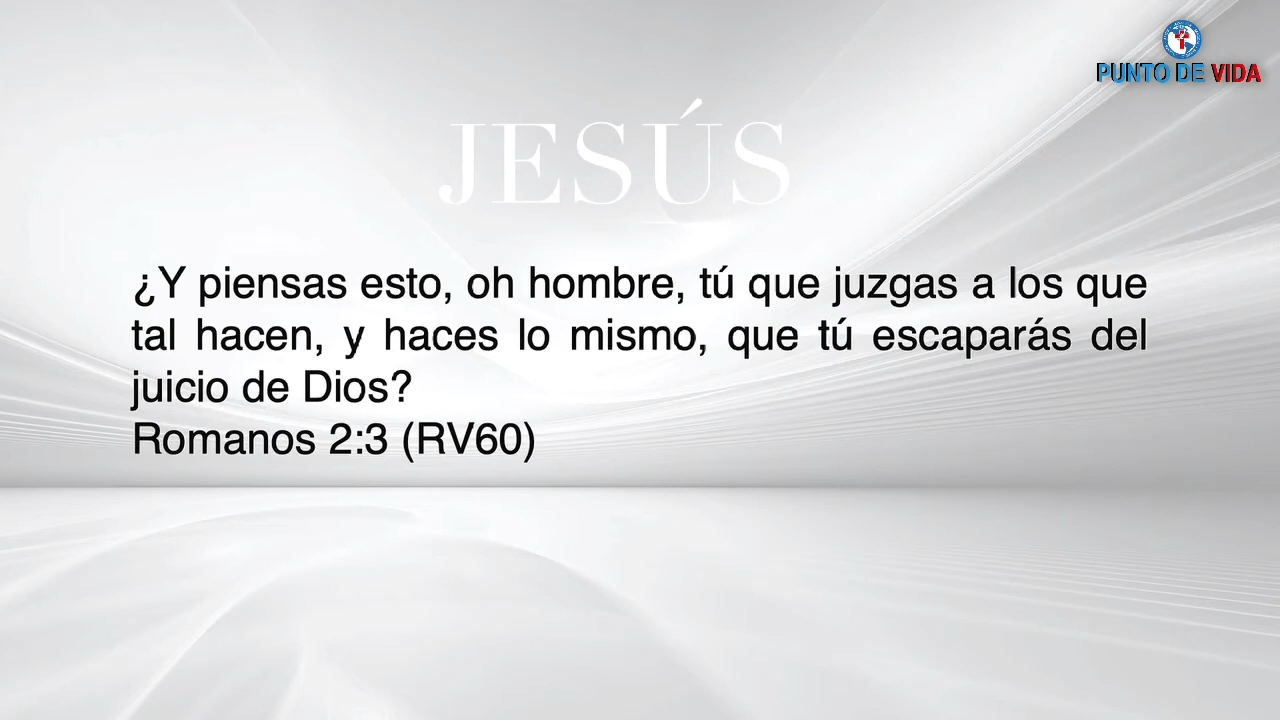 PUNTO DE VIDA
JESÚS
¿Y piensas esto, oh hombre, tú que juzgas a los que
tal hacen, y haces lo mismo, que tú escaparás del
juicio de Dios?
Romanos 2:3 (RV60)